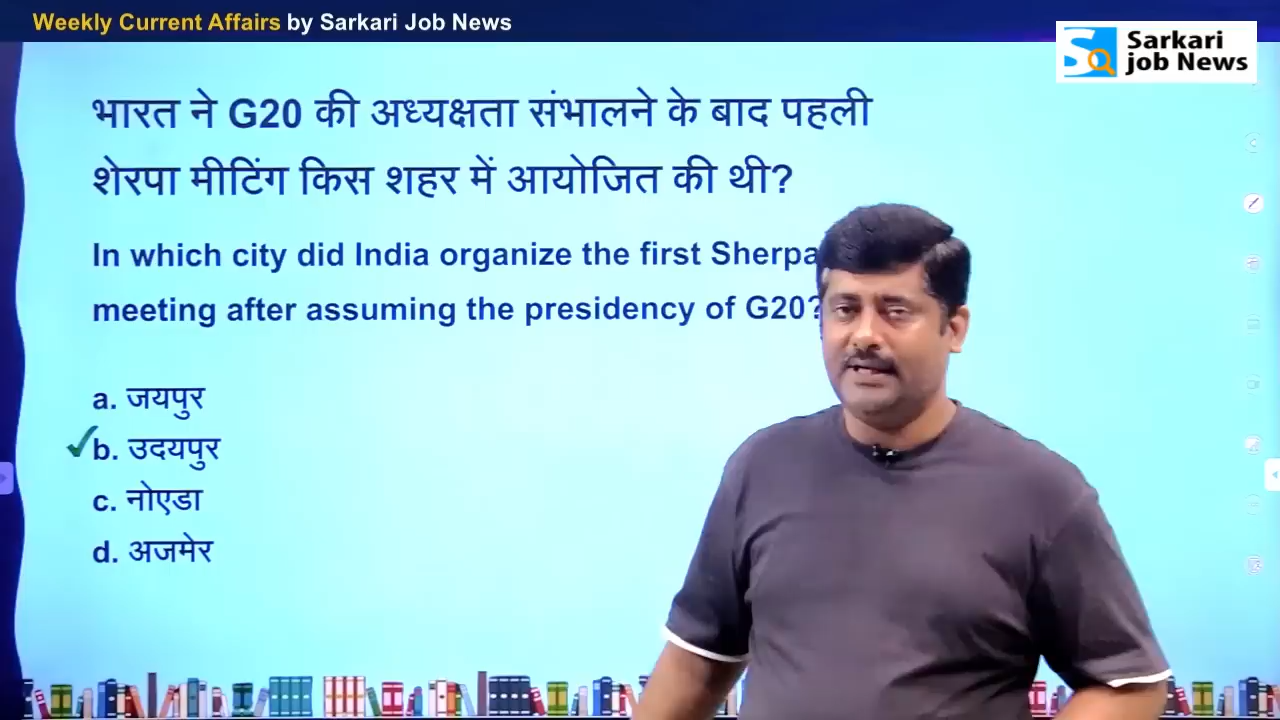 Weekly Current Affairs by Sarkari Job News
Sarkari
Job News
भारत ने G20 की अध्यक्षता संभालने के बाद पहली
शेरपा मीटिंग किस शहर में आयोजित की थी?
In which city did India organize the first Sherpa
meeting after assuming the presidency of G20?
a. जयपुर
b. उदयपुर
c. नोएडा
d. अजमेर